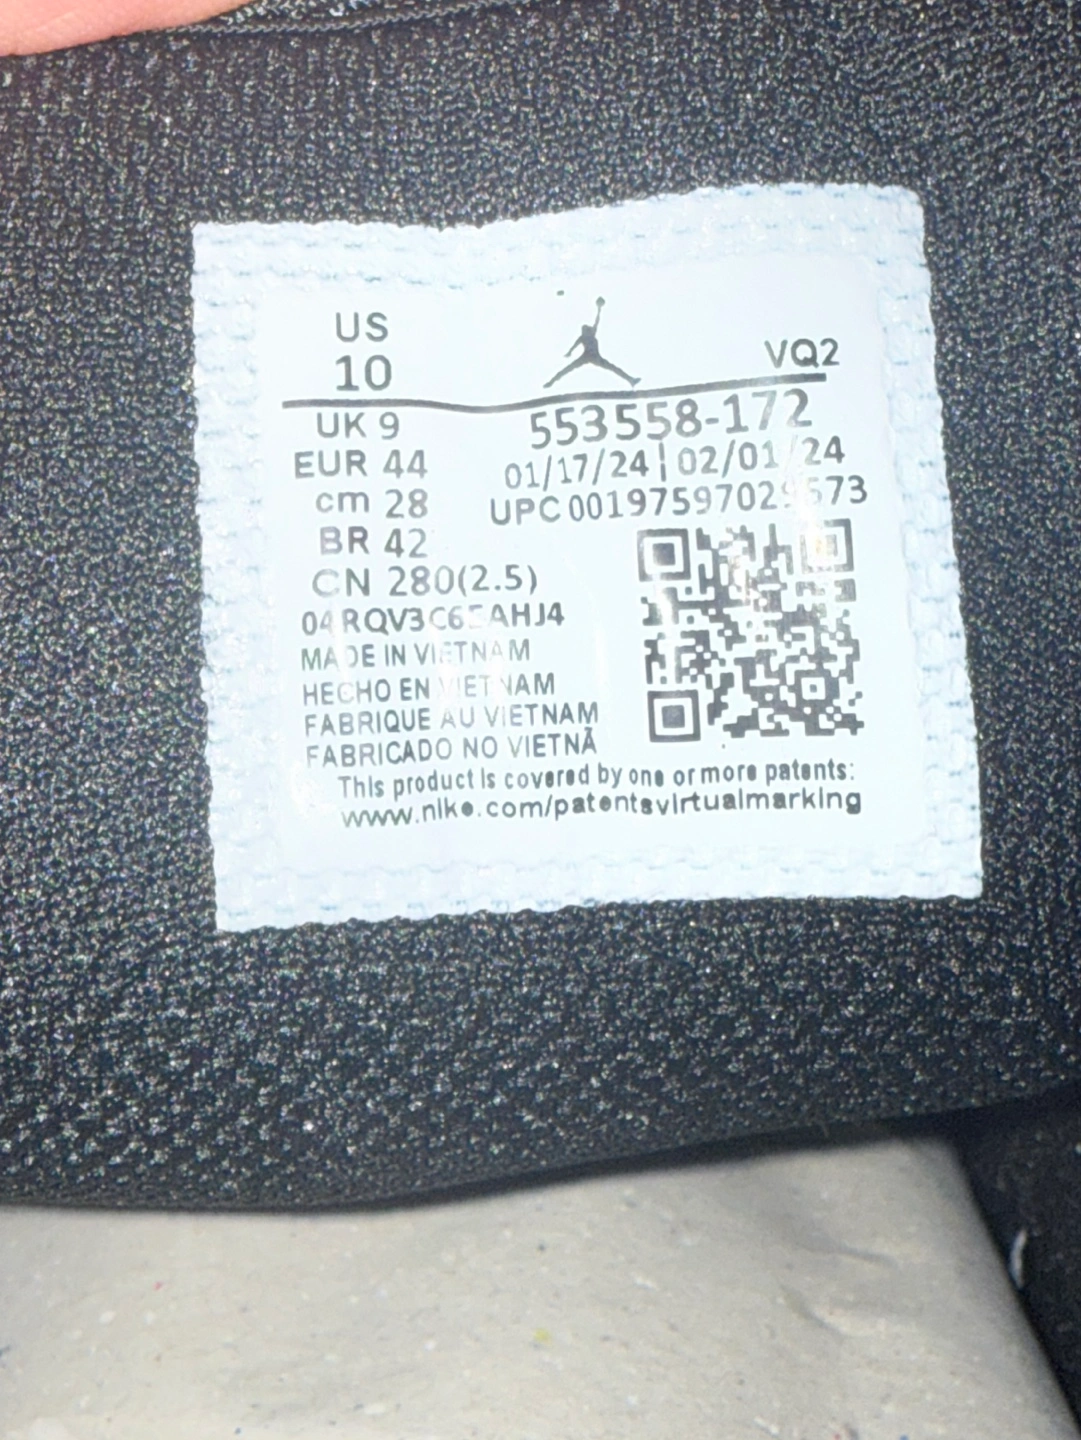 US
10
VQ2
UK 9
553558-172
EUR 44
01/17/24 | 02/01/24
cm 28
UPC
BR 42
CN 280(2.5)
MADE IN VIETNAM
HECHO EN VIETNAM
FABRIQUE AU VIETNAM
FABRICADO NO VIETNÃ
This product is covered by one or more patents:
www.nike.com/patentsvirtualmarking